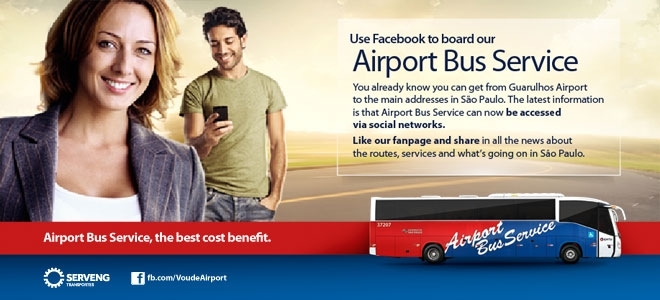 Use Facebook to board our
Airport Bus Service
You already know you can get from Guarulhos Airport
to the main addresses in São Paulo. The latest information
is that Airport Bus Service can now be accessed
via social networks.
Like our fanpage and share in all the news about
the routes, services and what's going on in São Paulo.
37207
Airport
Bus Service
Airport Bus Service, the best cost benefit.
SERVENG
TRANSPORTES
f fb.com/VoudeAirport